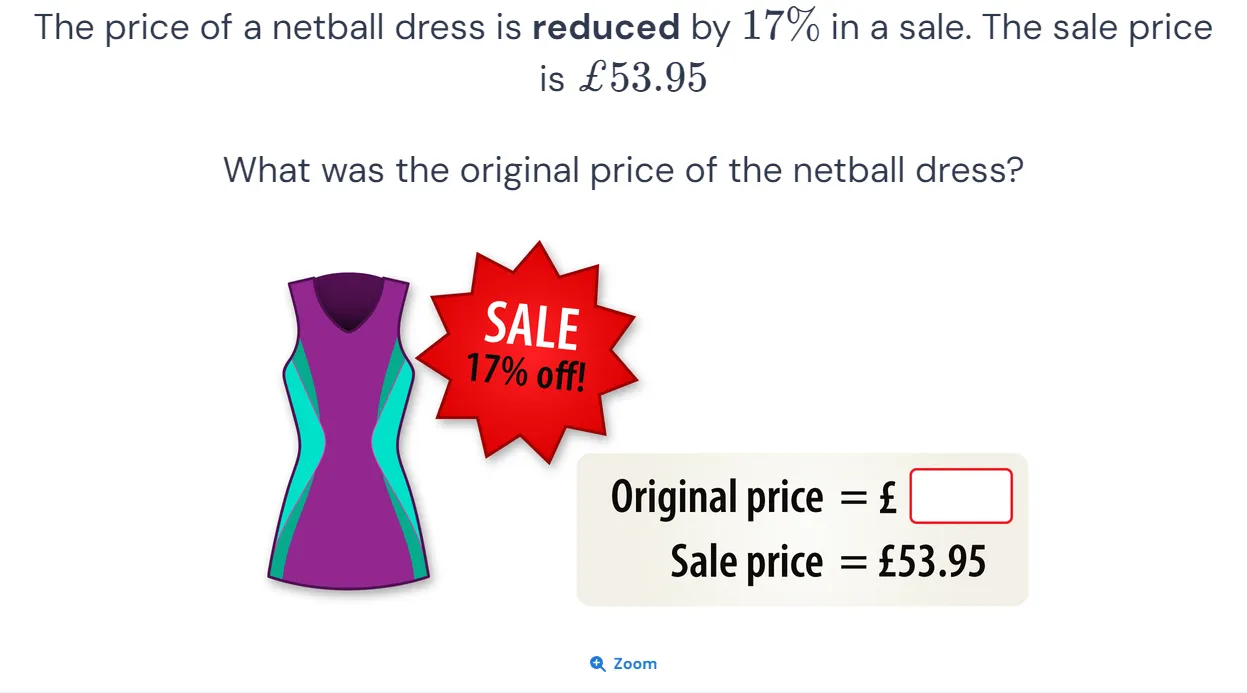 The price of a netball dress is reduced by 17% in a sale. The sale price
is £53.95
What was the original price of the netball dress?
SALE
17% off!
Original price = £
Sale price = £53.95
Zoom